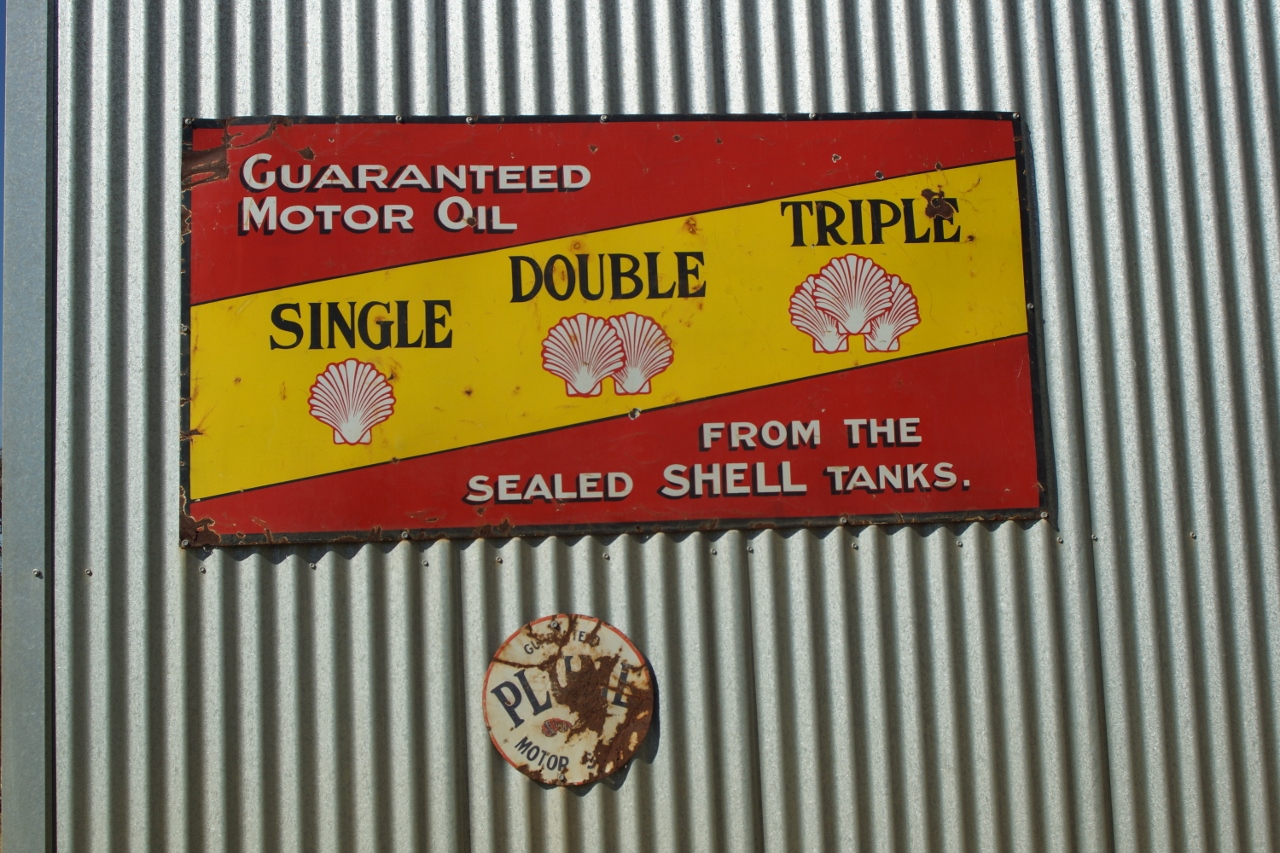 GUARANTEED
MOTOR OIL
SINGLE
DOUBLE
TRIPLE
FROM THE
SEALED SHELL TANKS.
MOTOR